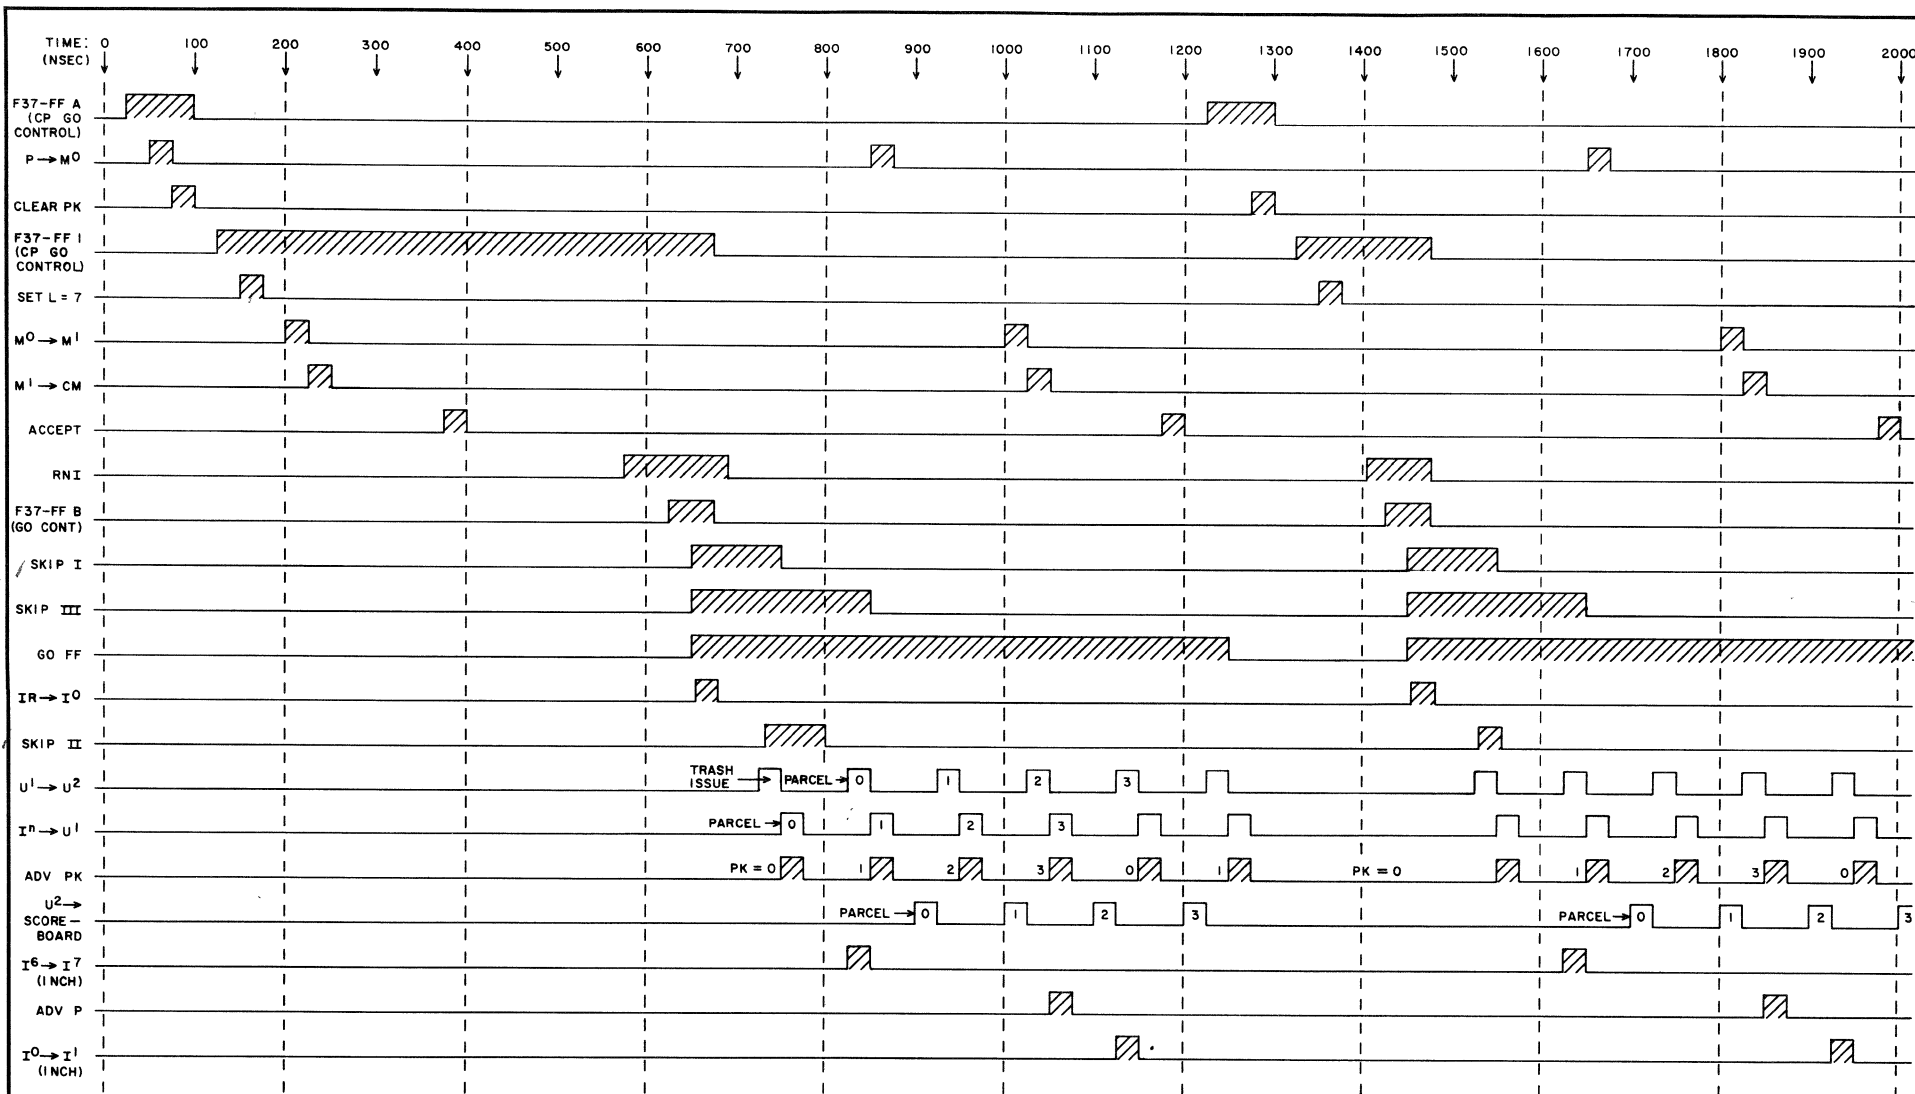 TIME: 0 100 200 300 400 500 600 700 800 900 1000 1100 1200 1300 1400 1500 1600 1700 1800 1900 2000
(NSEC)
F37-FF A
(CP GO
CONTROL)
P→M⁰
CLEAR PK
F37-FF I
(CP GO
CONTROL)
SET L = 7
M⁰→M¹
M¹→CM
ACCEPT
RNI
F37-FF B
(GO CONT)
SKIP I
SKIP III
GO FF
IR→I⁰
SKIP II
TRASH
ISSUE
U¹→U² PARCEL→ 0 1 2 3
Iⁿ→U¹ PARCEL→ 0 1 2 3
ADV PK PK = 0 1 2 3 0 1 PK = 0 1 2 3 0
U²→
SCORE–
BOARD
PARCEL→ 0 1 2 3 PARCEL→ 0 1 2 3
I⁶→I⁷
(INCH)
ADV P
I⁰→I¹
(INCH)